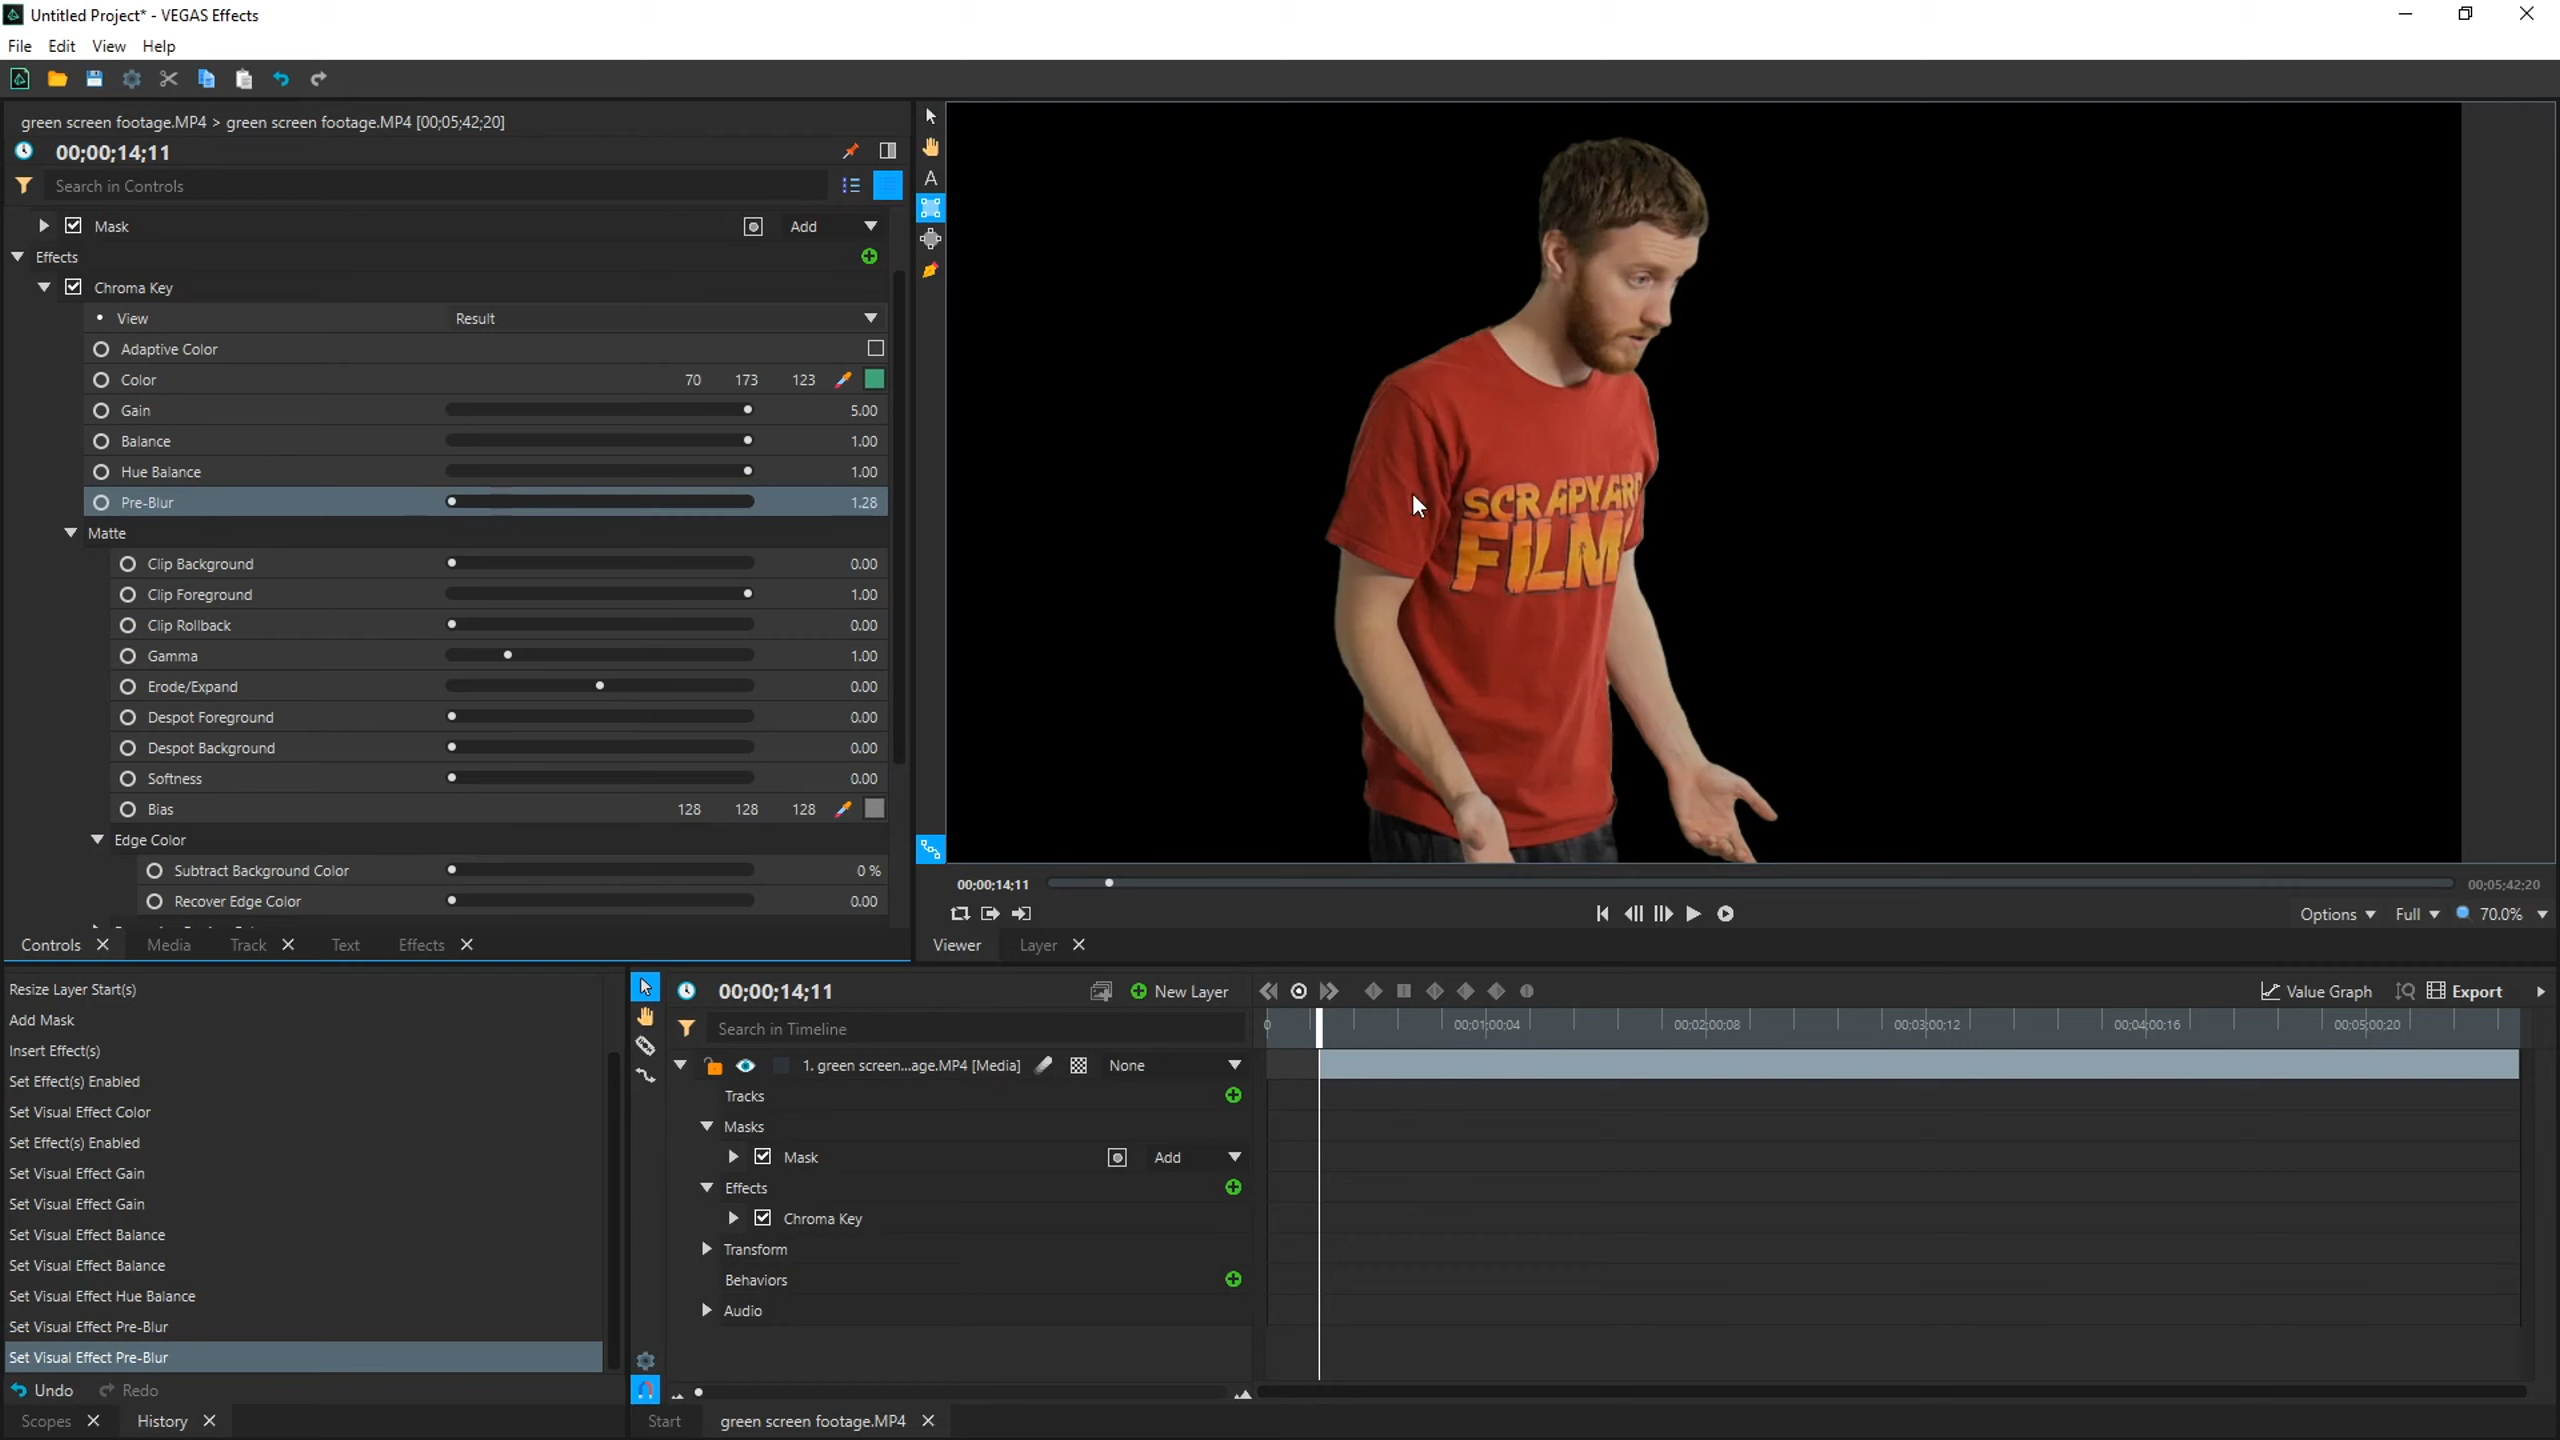 Untitled Project* - VEGAS Effects
File Edit View Help
green screen footage.MP4 > green screen footage.MP4 [00;05;42;20]
00;00;14;11
Search in Controls
Mask Add
Effects
Chroma Key
View Result
Adaptive Color
Color 70 173 123
Gain 5.00
Balance 1.00
Hue Balance 1.00
Pre-Blur 1.28
Matte
Clip Background 0.00
Clip Foreground 1.00
Clip Rollback 0.00
Gamma 1.00
Erode/Expand 0.00
Despot Foreground 0.00
Despot Background 0.00
Softness 0.00
Bias 128 128 128
Edge Color
Subtract Background Color 0 %
Recover Edge Color 0.00
Controls Media Track Text Effects
A
SCRAPYARD
FILM
00;00;14;11 00;05;42;20
Options Full 70.0%
Viewer Layer
Resize Layer Start(s)
Add Mask
Insert Effect(s)
Set Effect(s) Enabled
Set Visual Effect Color
Set Effect(s) Enabled
Set Visual Effect Gain
Set Visual Effect Gain
Set Visual Effect Balance
Set Visual Effect Balance
Set Visual Effect Hue Balance
Set Visual Effect Pre-Blur
Set Visual Effect Pre-Blur
Undo Redo
Scopes History
00;00;14;11 New Layer Value Graph Export
Search in Timeline
0 00;01;00;04 00;02;00;08 00;03;00;12 00;04;00;16 00;05;00;20
1. green screen...age.MP4 [Media] None
Tracks
Masks
Mask Add
Effects
Chroma Key
Transform
Behaviors
Audio
Start green screen footage.MP4